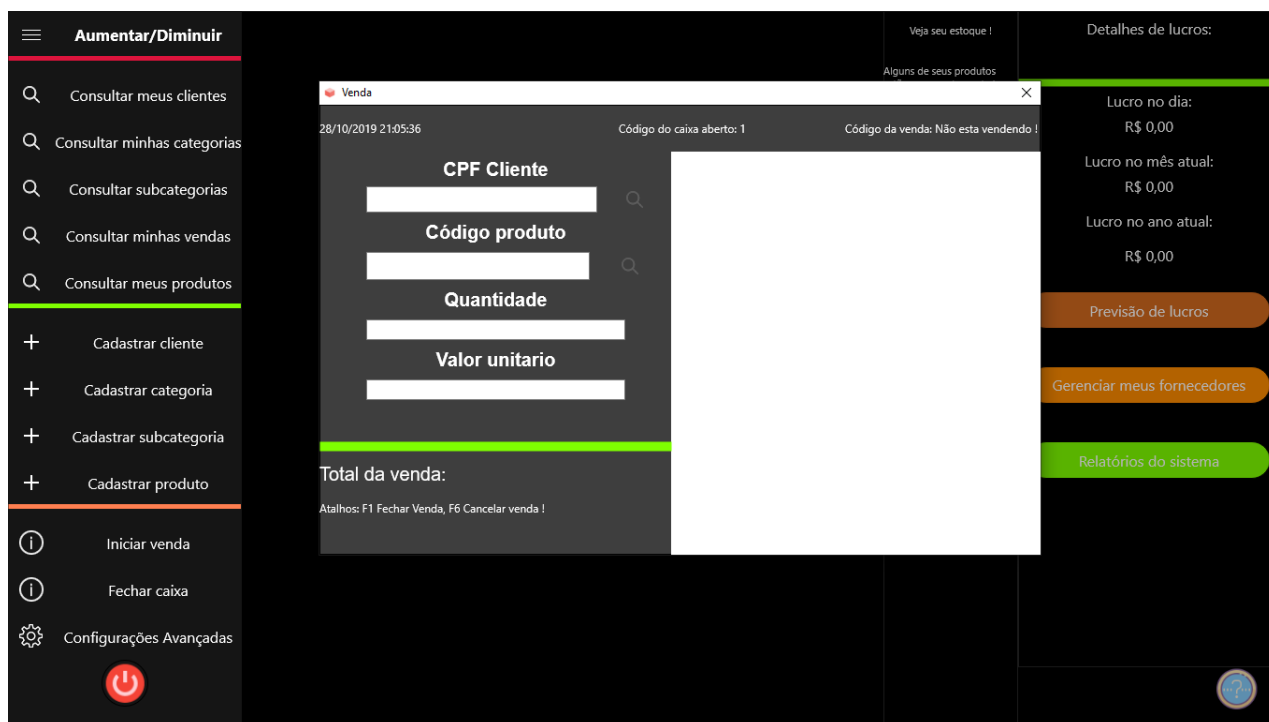 Aumentar/Diminuir
Consultar meus clientes
Consultar minhas categorias
Consultar subcategorias
Consultar minhas vendas
Consultar meus produtos
Cadastrar cliente
Cadastrar categoria
Cadastrar subcategoria
Cadastrar produto
Iniciar venda
Fechar caixa
Configurações Avançadas
Venda
28/10/2019 21:05:36
Código do caixa aberto: 1
Código da venda: Não esta vendendo !
CPF Cliente
Código produto
Quantidade
Valor unitario
Total da venda:
Atalhos: F1 Fechar Venda, F6 Cancelar venda !
Veja seu estoque !
Alguns de seus produtos
Detalhes de lucros:
Lucro no dia:
R$ 0,00
Lucro no mês atual:
R$ 0,00
Lucro no ano atual:
R$ 0,00
Previsão de lucros
Gerenciar meus fornecedores
Relatórios do sistema